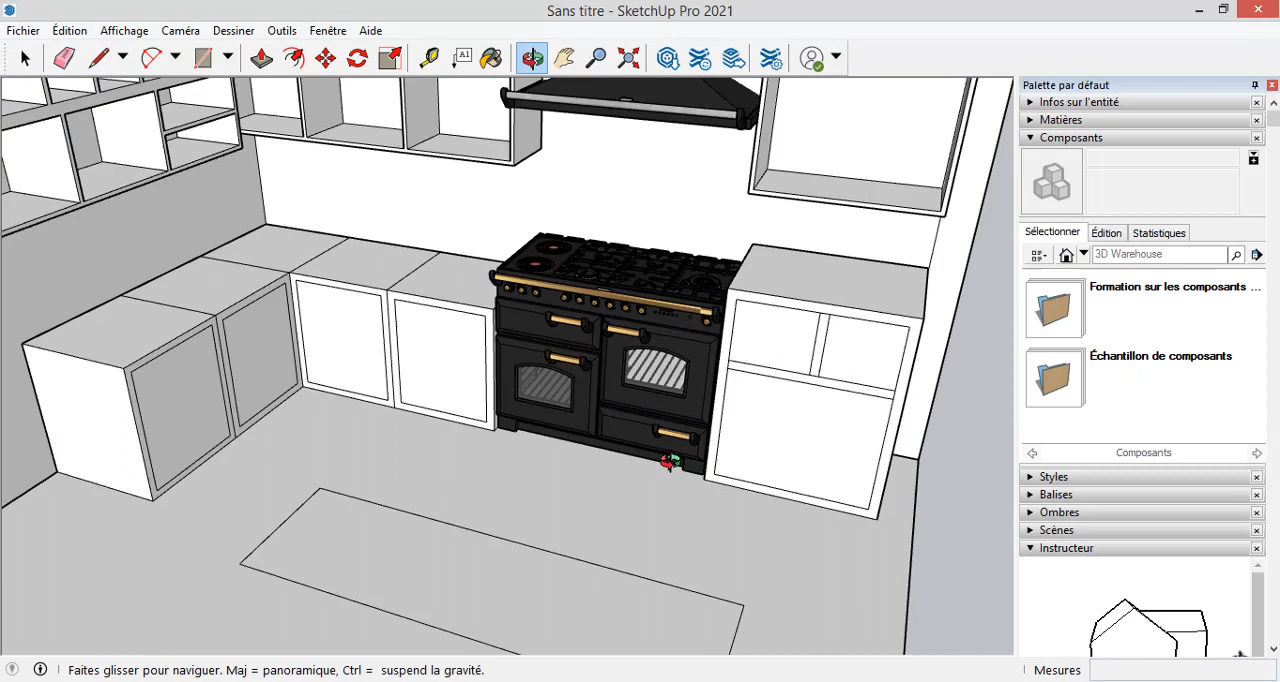 Sans titre - SketchUp Pro 2021
Fichier Édition Affichage Caméra Dessiner Outils Fenêtre Aide
A1
Palette par défaut
Infos sur l'entité
Matières
Composants
Sélectionner Édition Statistiques
3D Warehouse
Formation sur les composants ...
Échantillon de composants
Composants
Styles
Balises
Ombres
Scènes
Instructeur
Faites glisser pour naviguer. Maj = panoramique, Ctrl = suspend la gravité.
Mesures